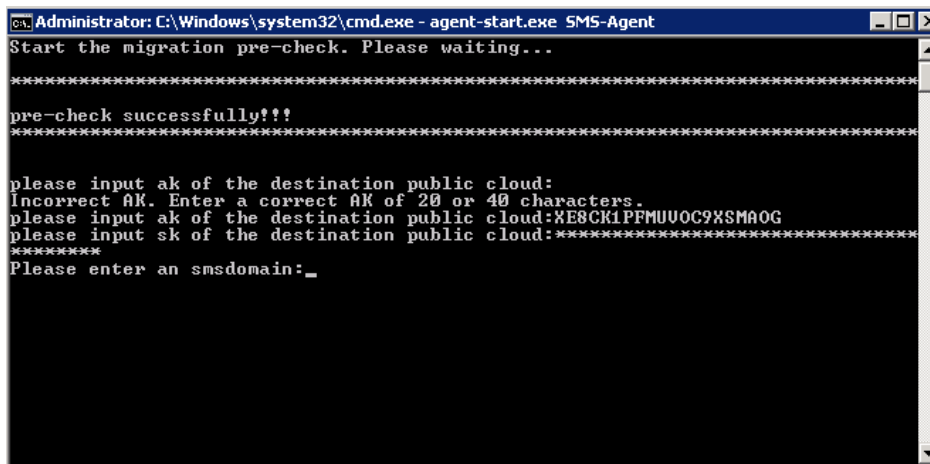 Administrator: C:\Windows\system32\cmd.exe - agent-start.exe SMS-Agent
Start the migration pre-check. Please waiting...
********************************************************************************
pre-check successfully!!!
********************************************************************************
please input ak of the destination public cloud:
Incorrect AK. Enter a correct AK of 20 or 40 characters.
please input ak of the destination public cloud:XE8CK1PFMUVOC9XSMAOG
please input sk of the destination public cloud:********************************
********
Please enter an smsdomain:_